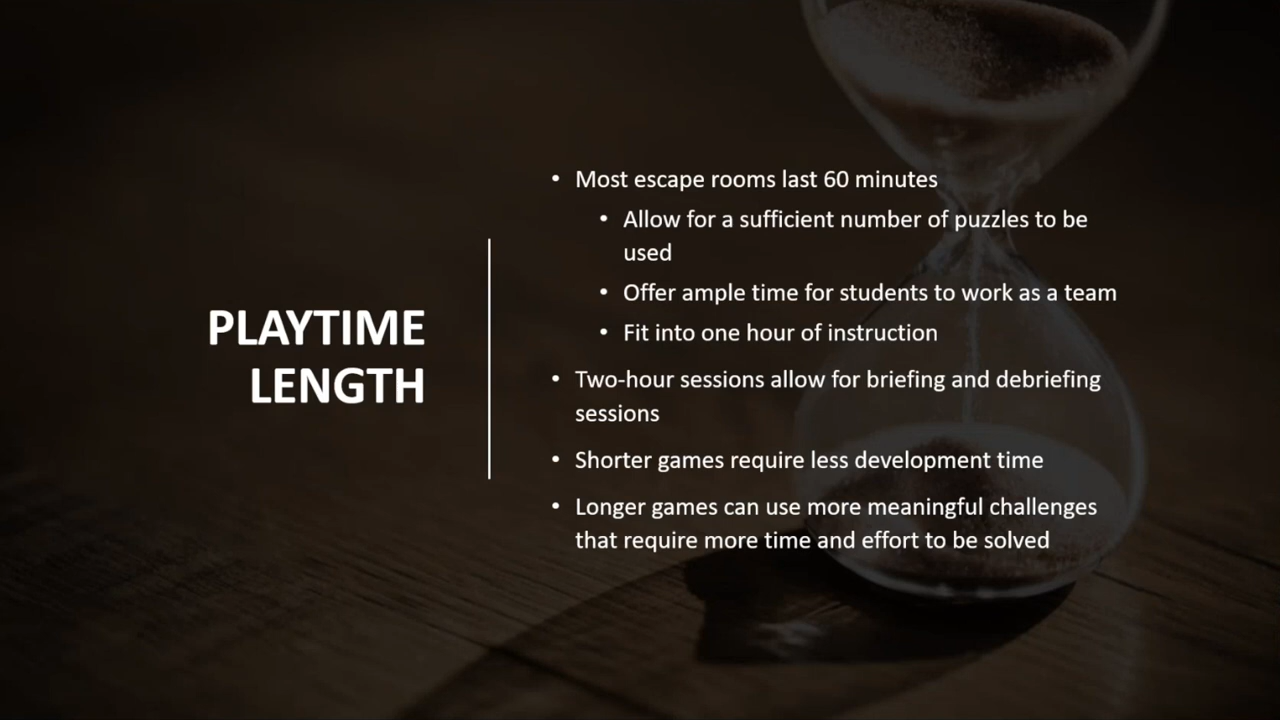 PLAYTIME
LENGTH
• Most escape rooms last 60 minutes
• Allow for a sufficient number of puzzles to be
used
• Offer ample time for students to work as a team
• Fit into one hour of instruction
• Two-hour sessions allow for briefing and debriefing
sessions
• Shorter games require less development time
• Longer games can use more meaningful challenges
that require more time and effort to be solved